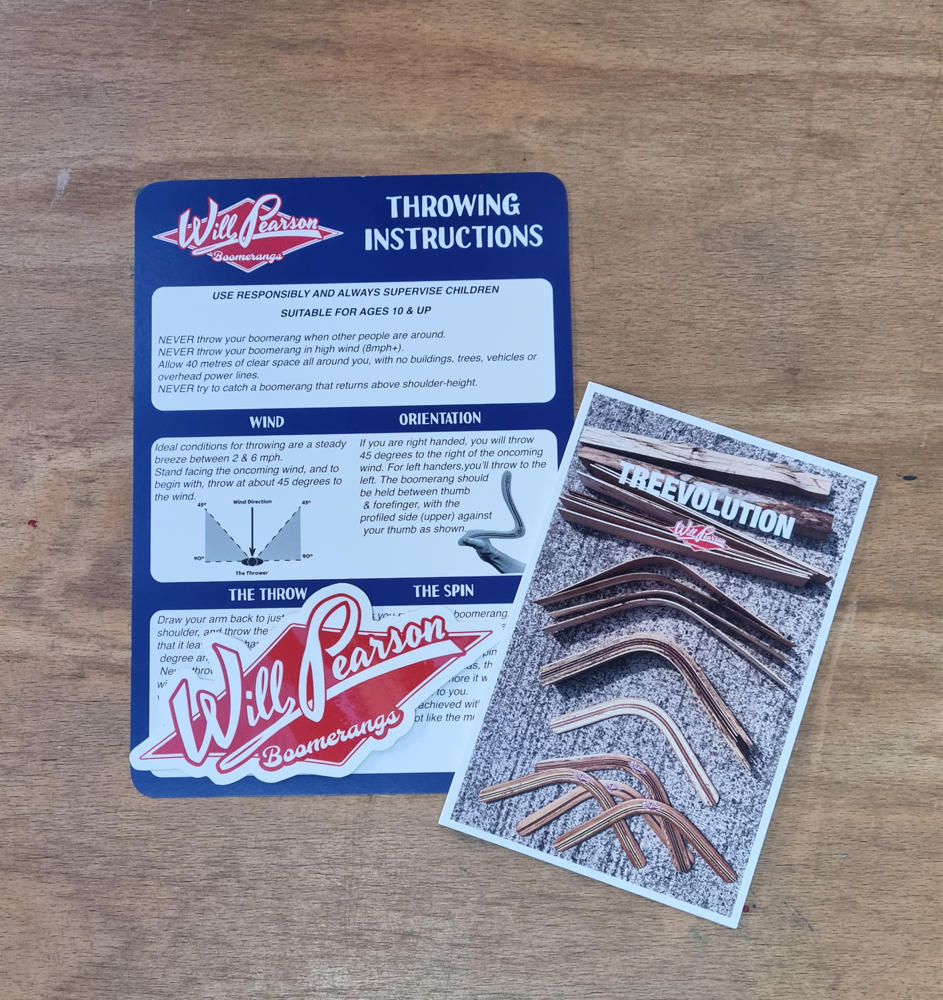 Will Pearson
Boomerangs
THROWING
INSTRUCTIONS
USE RESPONSIBLY AND ALWAYS SUPERVISE CHILDREN
SUITABLE FOR AGES 10 & UP
NEVER throw your boomerang when other people are around.
NEVER throw your boomerang in high wind (8mph+).
Allow 40 metres of clear space all around you, with no buildings, trees, vehicles or
overhead power lines.
NEVER try to catch a boomerang that returns above shoulder-height.
WIND
Ideal conditions for throwing are a steady
breeze between 2 & 6 mph.
Stand facing the oncoming wind, and to
begin with, throw at about 45 degrees to
the wind.
Wind Direction
45º
45º
90º
90º
The Thrower
ORIENTATION
If you are right handed, you will throw
45 degrees to the right of the oncoming
wind. For left handers,you'll throw to the
left. The boomerang should
be held between thumb
& forefinger, with the
profiled side (upper) against
your thumb as shown.
THE THROW
Draw your arm back to just
shoulder, and throw the
that it
degree
THE SPIN
boomerang.
to you.
achieved
ot like the
Will Pearson
Boomerangs
TREEVOLUTION
Will Pearson